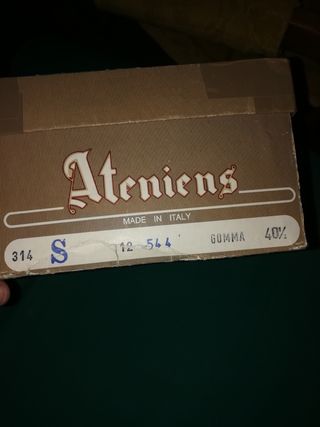 Ateniens
MADE IN ITALY
314 S 12 544 GOMMA 40½